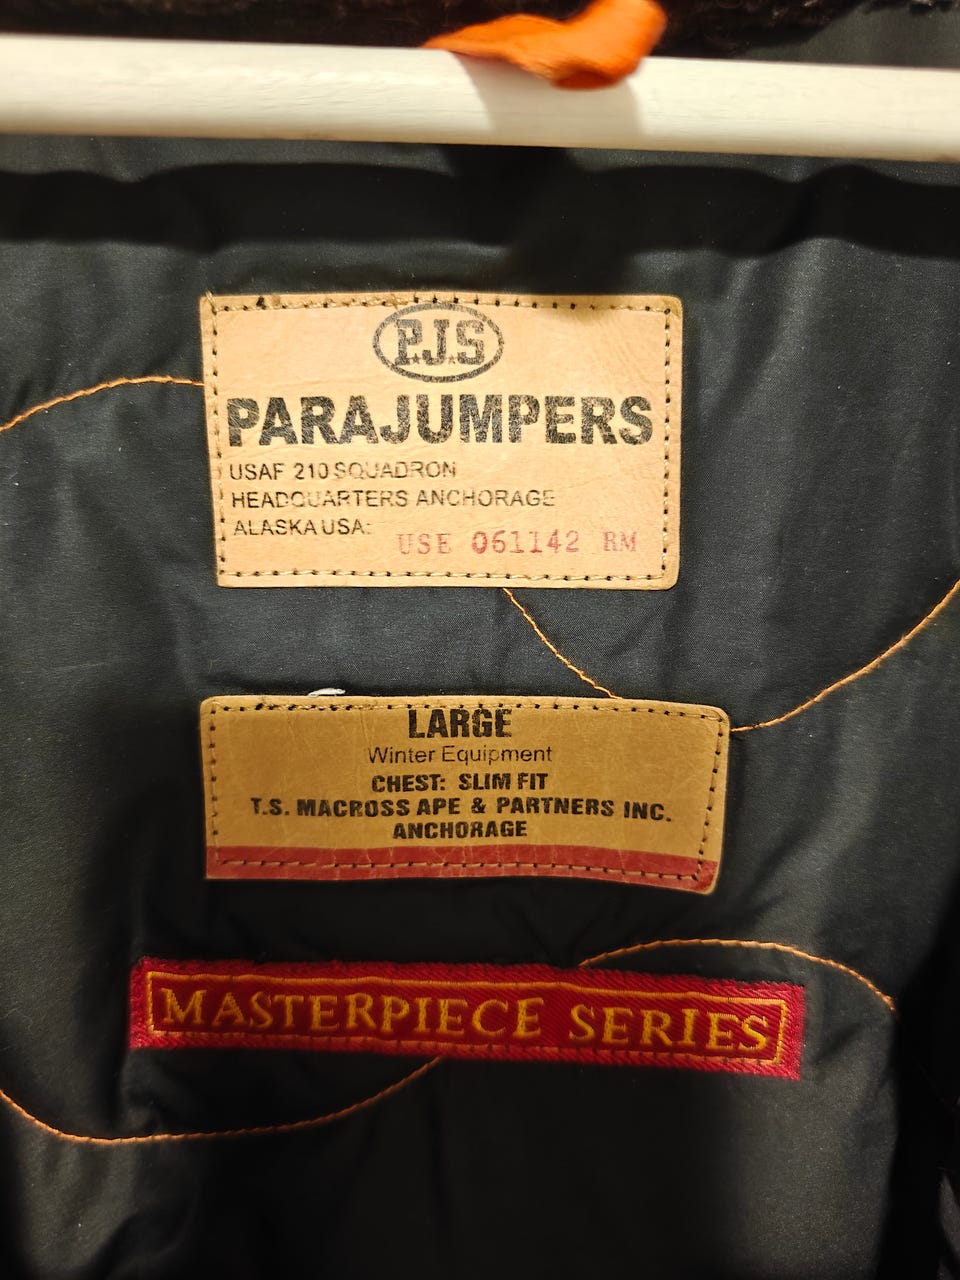 P.J.S
PARAJUMPERS
USAF 210 SQUADRON
HEADQUARTERS ANCHORAGE
ALASKA USA:
USE 061142 RM
LARGE
Winter Equipment
CHEST: SLIM FIT
T.S. MACROSS APE & PARTNERS INC.
ANCHORAGE
MASTERPIECE SERIES